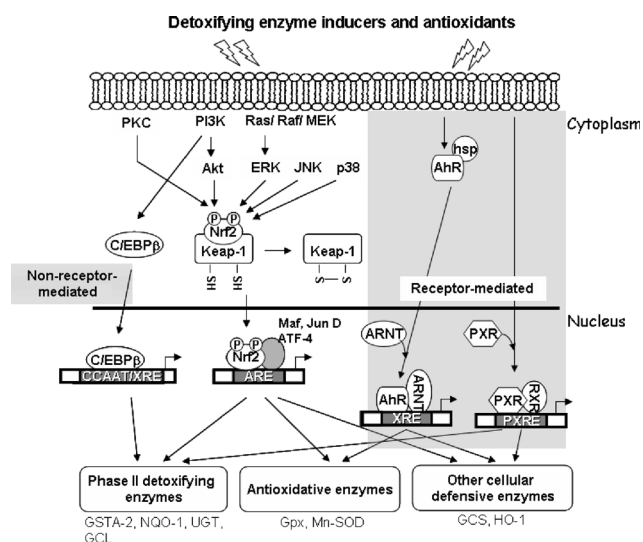 Detoxifying enzyme inducers and antioxidants
PKC PI3K Ras/ Raf/ MEK
Cytoplasm
hsp
AhR
Akt ERK JNK p38
P P
Nrf2
C/EBPβ
Keap-1 Keap-1
HS HS S S
Non-receptor-
mediated
Receptor-mediated
Nucleus
Maf, Jun D
ATF-4
ARNT PXR
P P
Nrf2
C/EBPβ
CCAAT/XRE ARE
AhR ARNT
XRE
PXR RXR
PXRE
Phase II detoxifying
enzymes
Antioxidative enzymes
Other cellular
defensive enzymes
GSTA-2, NQO-1, UGT,
GCL
Gpx, Mn-SOD
GCS, HO-1